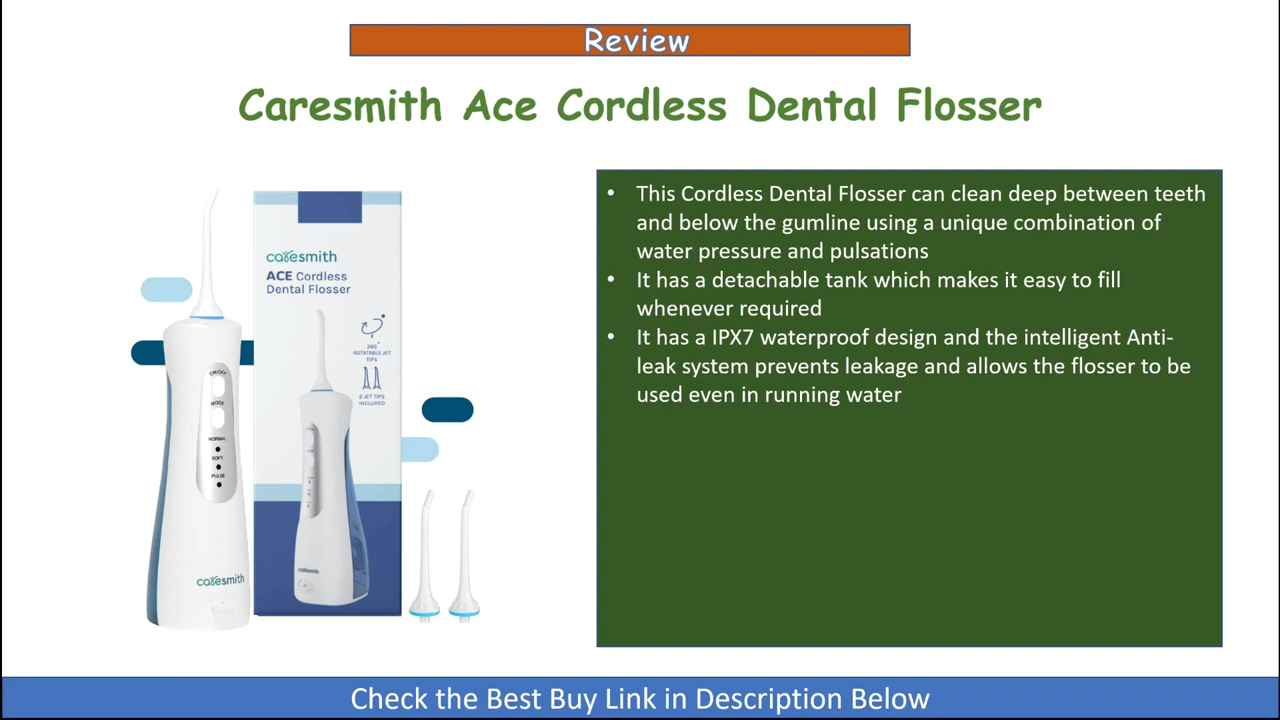 Review
Caresmith Ace Cordless Dental Flosser
caresmith
ACE Cordless
Dental Flosser
360°
ROTATABLE JET
TIPS
2 JET TIPS
INCLUDED
ON/OFF
MODE
NORMAL
SOFT
PULSE
caresmith
caresmith
• This Cordless Dental Flosser can clean deep between teeth
and below the gumline using a unique combination of
water pressure and pulsations
• It has a detachable tank which makes it easy to fill
whenever required
• It has a IPX7 waterproof design and the intelligent Anti-
leak system prevents leakage and allows the flosser to be
used even in running water
Check the Best Buy Link in Description Below